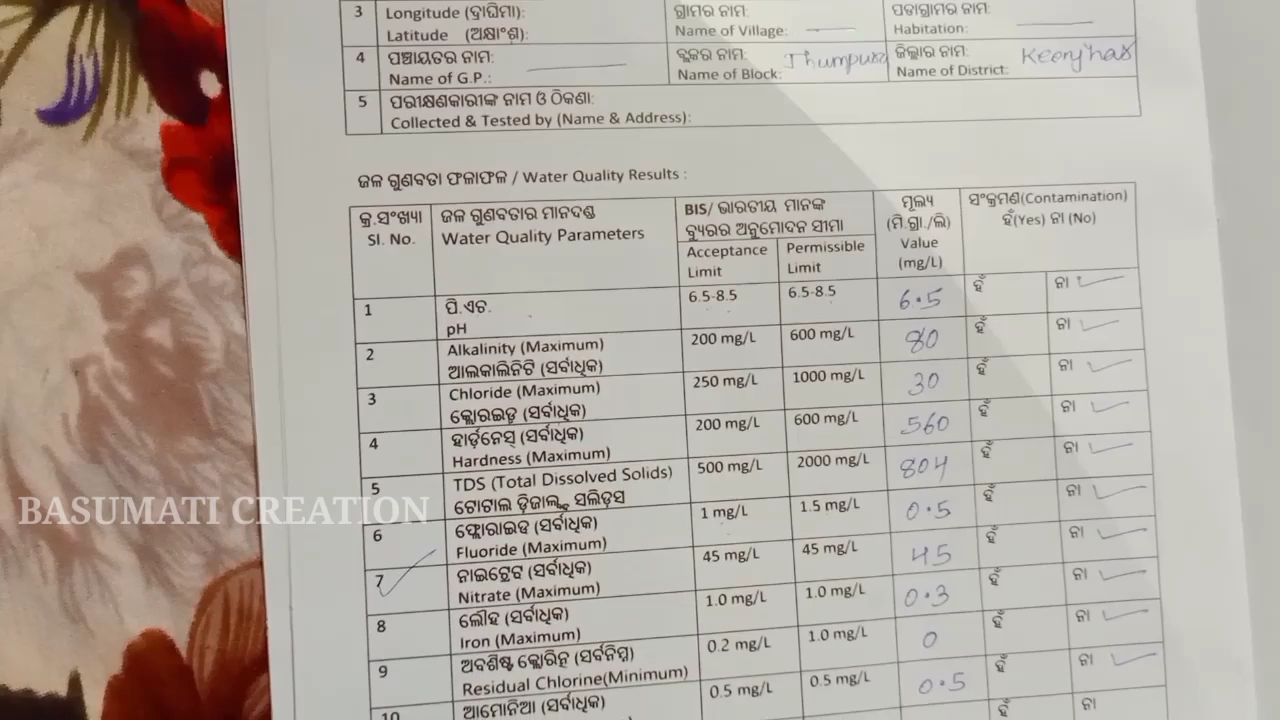 3 Longitude (ଦ୍ରାଘିମା): ଗ୍ରାମର ନାମ: ପଡାଗ୍ରାମର ନାମ:
Latitude (ଅକ୍ଷାଂଶ): Name of Village: Habitation:
4 ପଞ୍ଚାୟତର ନାମ: ବ୍ଲକର ନାମ: ଜିଲ୍ଲାର ନାମ:
Name of G.P.: Name of Block: Name of District: Keonjhar
5 ପରୀକ୍ଷଣକାରୀଙ୍କ ନାମ ଓ ଠିକଣା:
Collected & Tested by (Name & Address):
ଜଳ ଗୁଣବତା ଫଳାଫଳ / Water Quality Results :
କ୍ର.ସଂଖ୍ୟା ଜଳ ଗୁଣବତାର ମାନଦଣ୍ଡ BIS/ ଭାରତୀୟ ମାନଙ୍କ ମୂଲ୍ୟ ସଂକ୍ରମଣ(Contamination)
Sl. No. Water Quality Parameters ବ୍ୟୁରର ଅନୁମୋଦନ ସୀମା (ମି.ଗ୍ରା./ଲି) ହଁ(Yes) ନା (No)
Acceptance Permissible Value
Limit Limit (mg/L)
1 ପି.ଏଚ. 6.5-8.5 6.5-8.5 6.5 ହଁ ନା
pH
2 Alkalinity (Maximum) 200 mg/L 600 mg/L 80 ହଁ ନା
ଆଲକାଲିନିଟି (ସର୍ବାଧିକ)
3 Chloride (Maximum) 250 mg/L 1000 mg/L 30 ହଁ ନା
କ୍ଲୋରାଇଡ୍ (ସର୍ବାଧିକ)
4 ହାର୍ଡ଼ନେସ୍ (ସର୍ବାଧିକ) 200 mg/L 600 mg/L 560 ହଁ ନା
Hardness (Maximum)
5 TDS (Total Dissolved Solids) 500 mg/L 2000 mg/L 804 ହଁ ନା
ଟୋଟାଲ ସଲିଡ୍ସ
6 ଫ୍ଲୋରାଇଡ (ସର୍ବାଧିକ) 1 mg/L 1.5 mg/L 0.5 ହଁ ନା
Fluoride (Maximum)
7 ନାଇଟ୍ରେଟ (ସର୍ବାଧିକ) 45 mg/L 45 mg/L 45 ହଁ ନା
Nitrate (Maximum)
8 ଲୌହ (ସର୍ବାଧିକ) 1.0 mg/L 1.0 mg/L 0.3 ହଁ ନା
Iron (Maximum)
9 ଅବଶିଷ୍ଟ କ୍ଲୋରିନ (ସର୍ବନିମ୍ନ) 0.2 mg/L 1.0 mg/L 0 ହଁ ନା
Residual Chlorine(Minimum)
10 ଆମୋନିଆ (ସର୍ବାଧିକ) 0.5 mg/L 0.5 mg/L 0.5 ହଁ ନା
BASUMATI CREATION